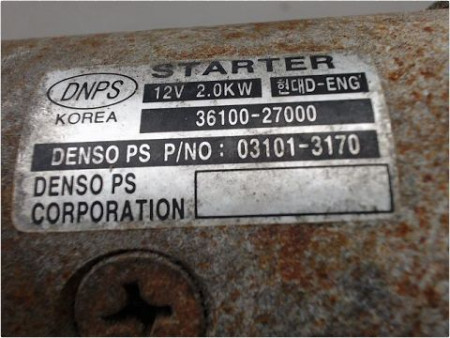 STARTER
DNPS
12V 2.0KW 현대D-ENG'
KOREA
36100-27000
DENSO PS P/NO : 03101-3170
DENSO PS
CORPORATION